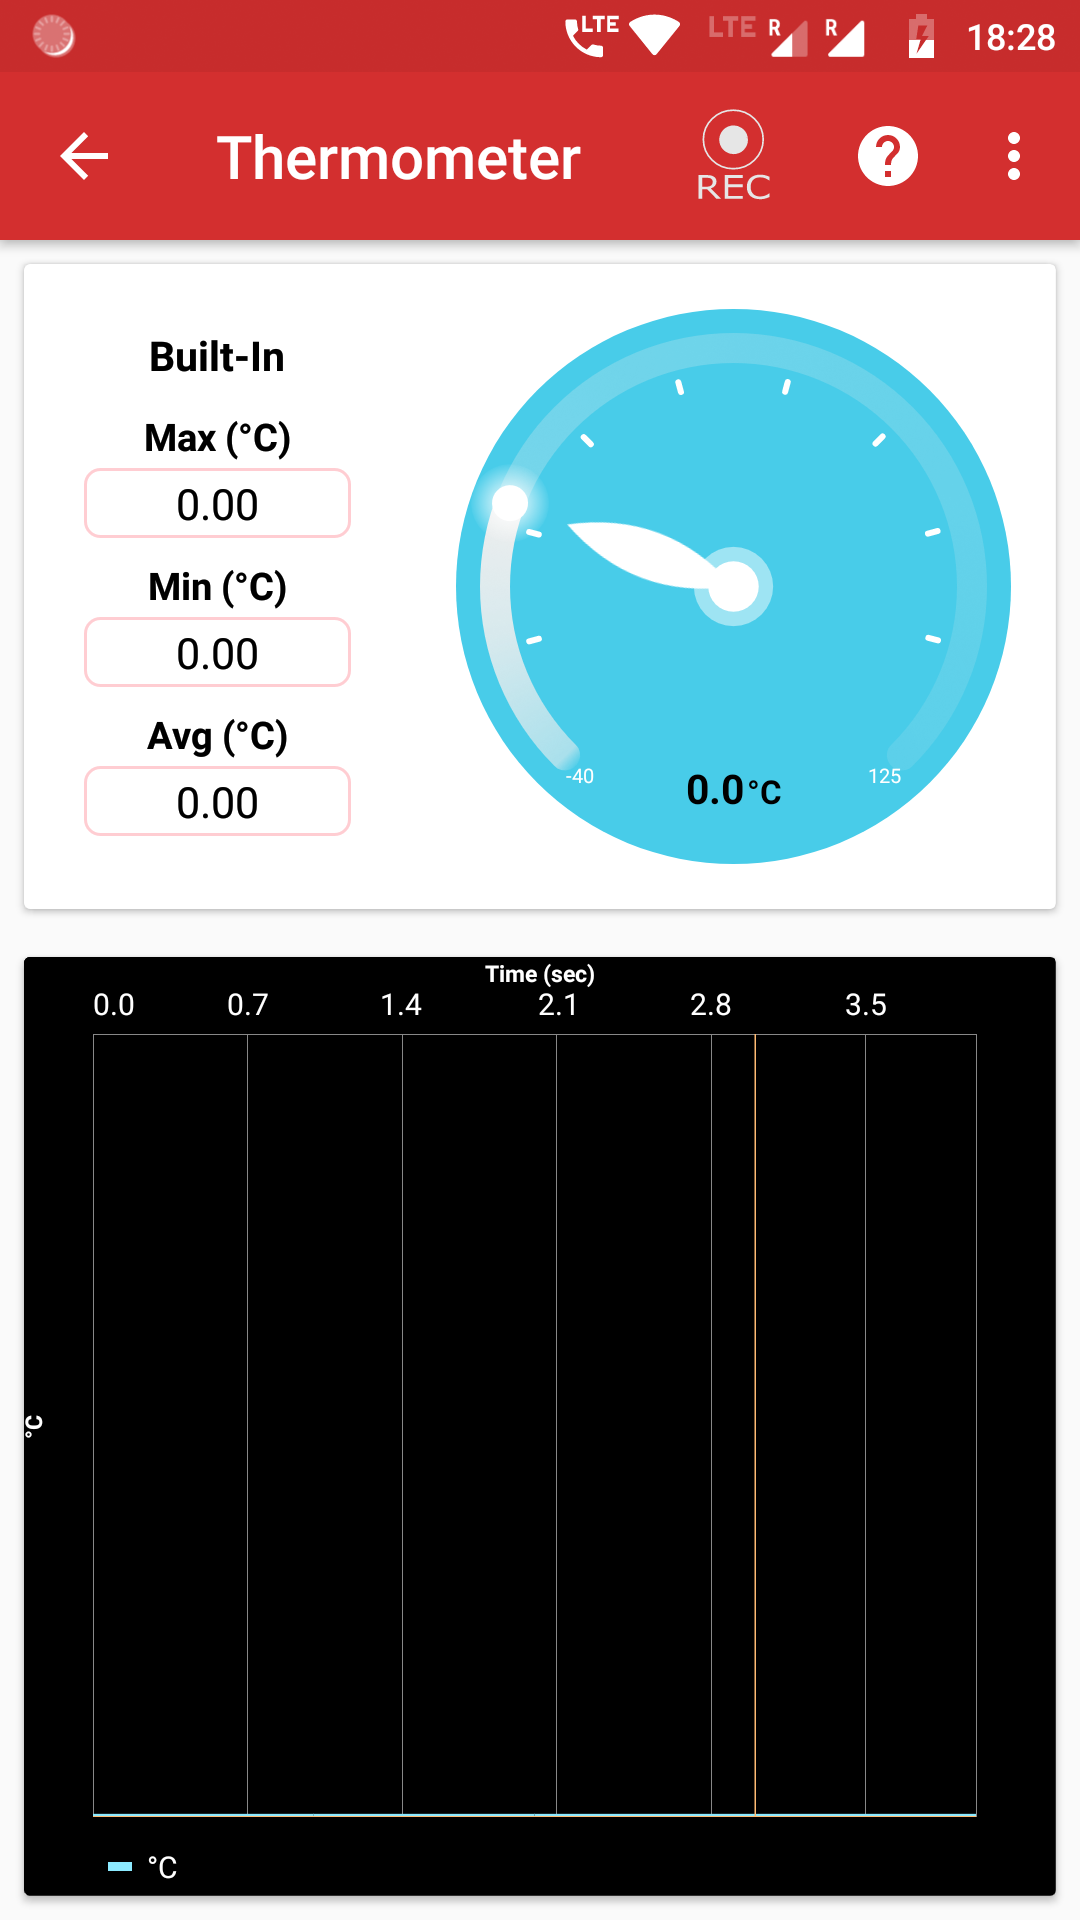 LTE LTE R R 18:28
Thermometer REC ?
Built-In
Max (°C)
0.00
Min (°C)
0.00
Avg (°C)
0.00
-40 0.0 °C 125
Time (sec)
0.0 0.7 1.4 2.1 2.8 3.5
°C
°C